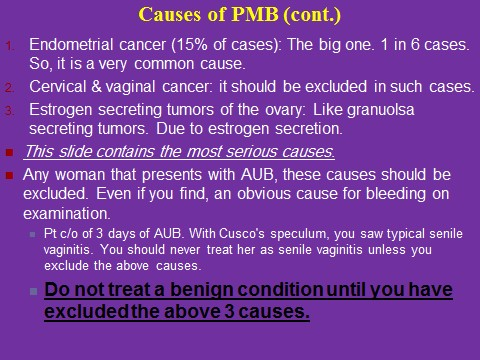 Causes of PMB (cont.)
1. Endometrial cancer (15% of cases): The big one. 1 in 6 cases.
So, it is a very common cause.
2. Cervical & vaginal cancer: it should be excluded in such cases.
3. Estrogen secreting tumors of the ovary: Like granuolsa
secreting tumors. Due to estrogen secretion.
This slide contains the most serious causes.
Any woman that presents with AUB, these causes should be
excluded. Even if you find, an obvious cause for bleeding on
examination.
Pt c/o of 3 days of AUB. With Cusco's speculum, you saw typical senile
vaginitis. You should never treat her as senile vaginitis unless you
exclude the above causes.
Do not treat a benign condition until you have
excluded the above 3 causes.